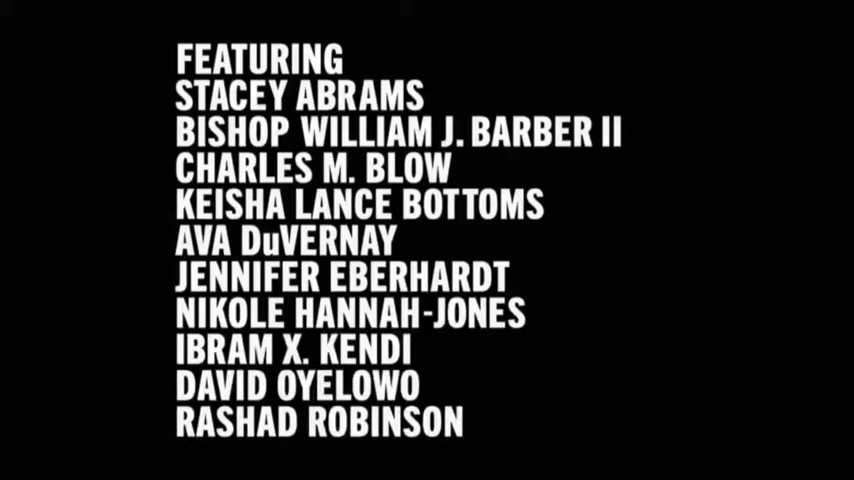 FEATURING
STACEY ABRAMS
BISHOP WILLIAM J. BARBER II
CHARLES M. BLOW
KEISHA LANCE BOTTOMS
AVA DuVERNAY
JENNIFER EBERHARDT
NIKOLE HANNAH-JONES
IBRAM X. KENDI
DAVID OYELOWO
RASHAD ROBINSON